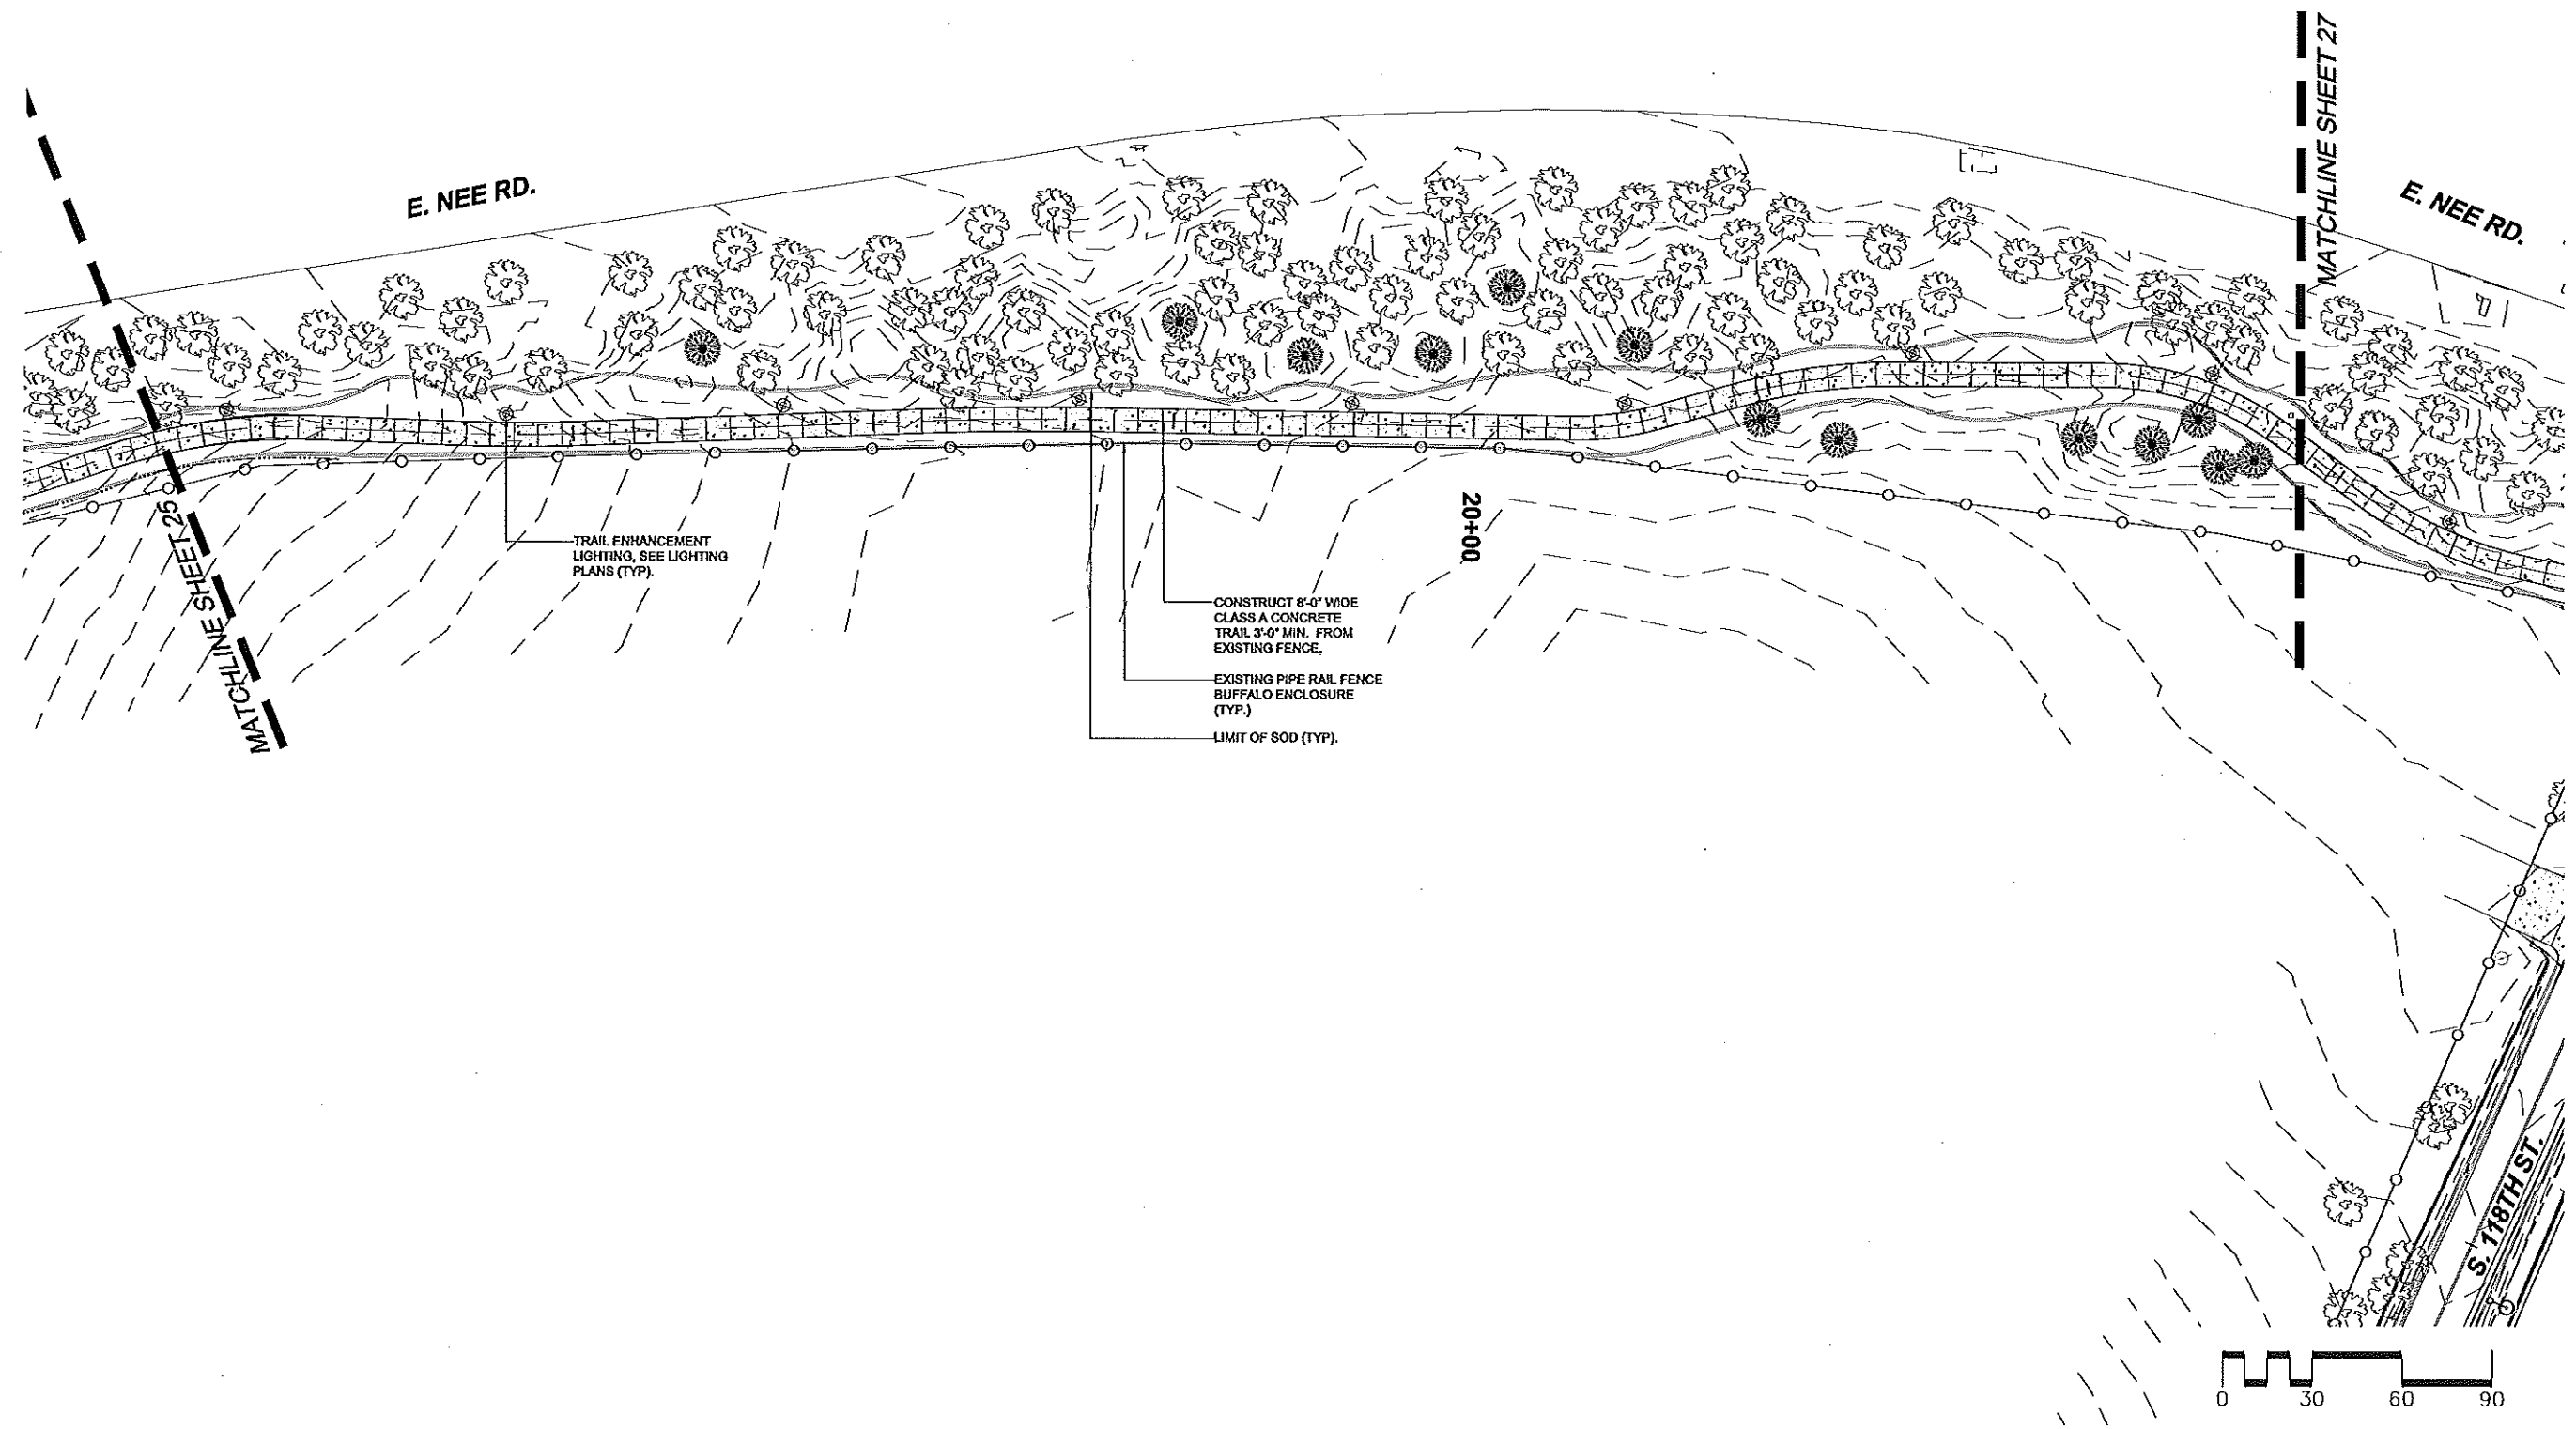 E. NEE RD.
MATCHLINE SHEET 27
E. NEE RD.
MATCHLINE SHEET 25
20+00
TRAIL ENHANCEMENT
LIGHTING, SEE LIGHTING
PLANS (TYP).
CONSTRUCT 8'-0" WIDE
CLASS A CONCRETE
TRAIL 3'-0" MIN. FROM
EXISTING FENCE.
EXISTING PIPE RAIL FENCE
BUFFALO ENCLOSURE
(TYP.)
LIMIT OF SOD (TYP).
S. 118TH ST.
0 30 60 90